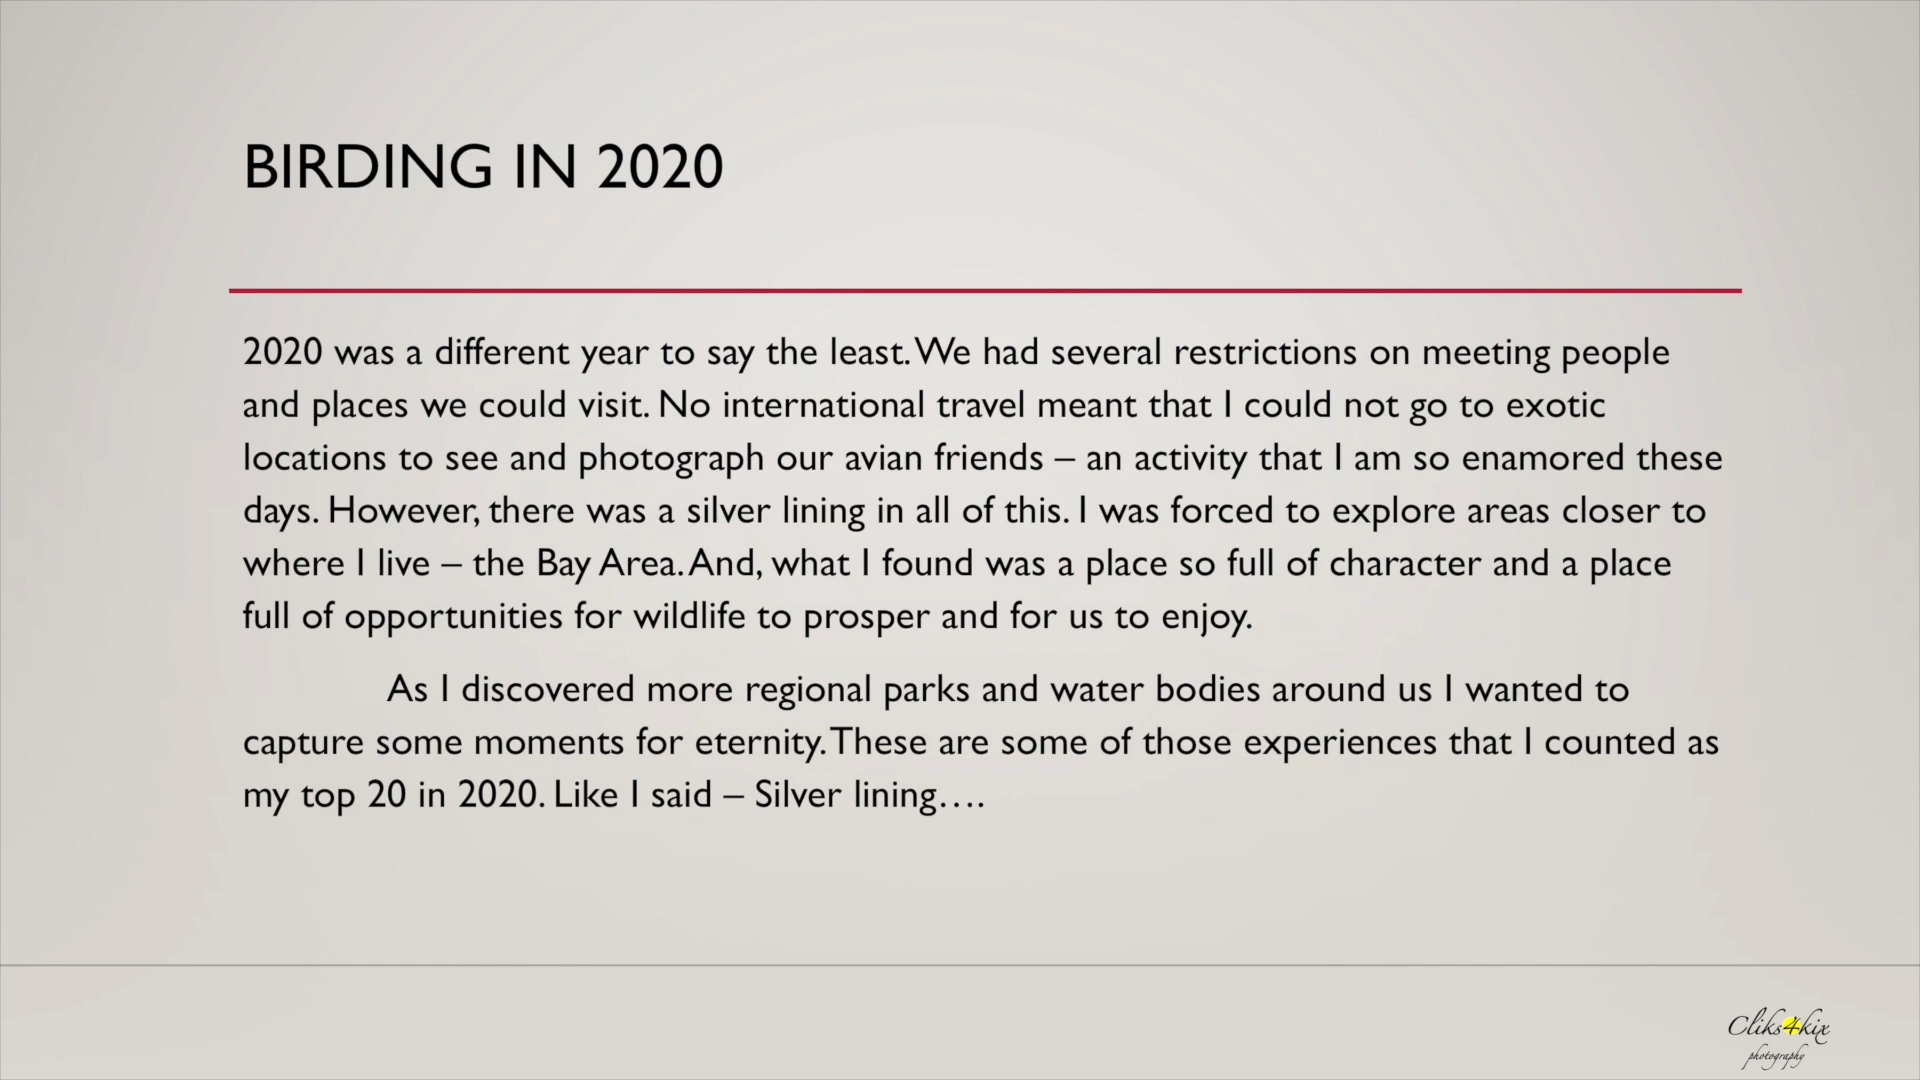 BIRDING IN 2020
2020 was a different year to say the least. We had several restrictions on meeting people
and places we could visit. No international travel meant that I could not go to exotic
locations to see and photograph our avian friends – an activity that I am so enamored these
days. However, there was a silver lining in all of this. I was forced to explore areas closer to
where I live – the Bay Area. And, what I found was a place so full of character and a place
full of opportunities for wildlife to prosper and for us to enjoy.
As I discovered more regional parks and water bodies around us I wanted to
capture some moments for eternity. These are some of those experiences that I counted as
my top 20 in 2020. Like I said – Silver lining….
Cliks4kix
photography